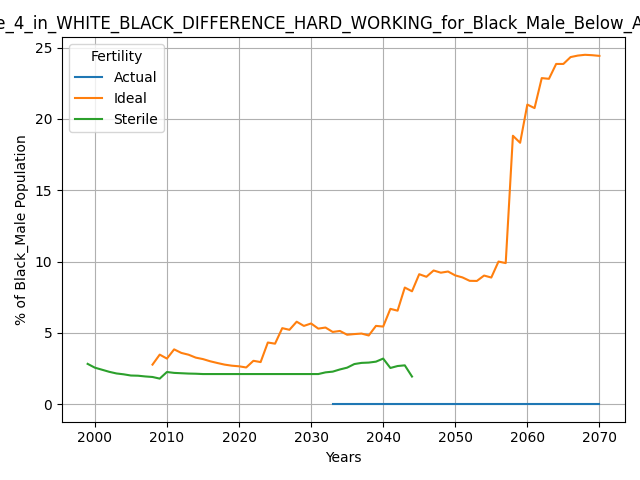 e_4_in_WHITE_BLACK_DIFFERENCE_HARD_WORKING_for_Black_Male_Below_A
Fertility
Actual
Ideal
Sterile
% of Black_Male Population
25
20
15
10
5
0
2000 2010 2020 2030 2040 2050 2060 2070
Years